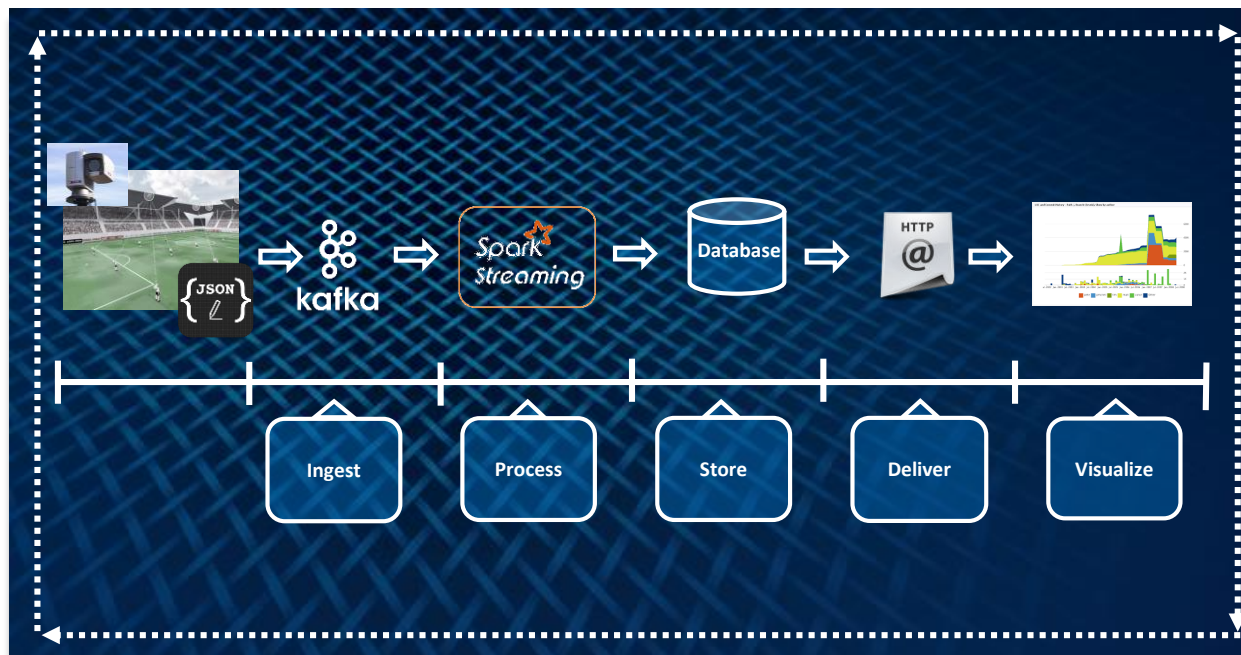 {JSON}
kafka
Spark
Streaming
Database
HTTP
@
Ingest
Process
Store
Deliver
Visualize